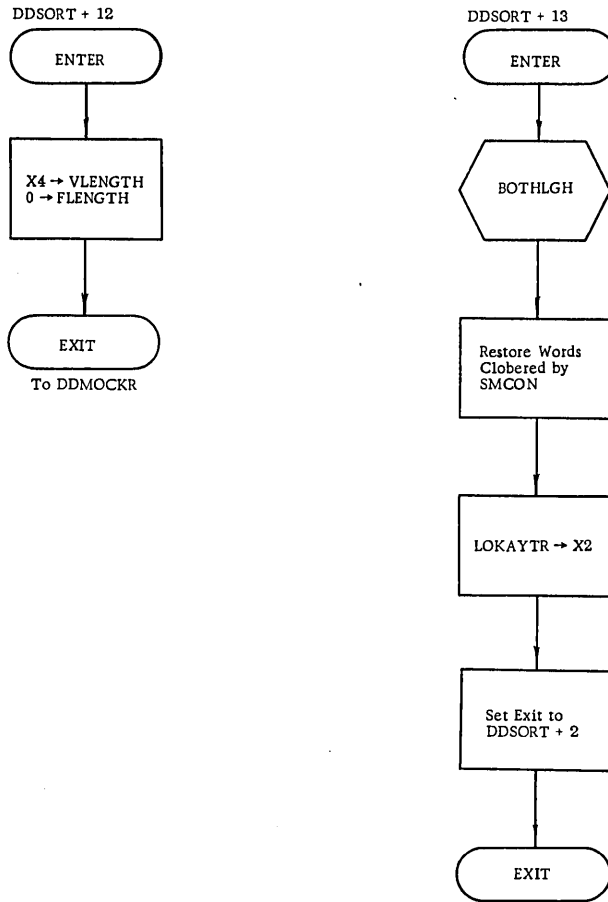 DDSORT + 12
ENTER
X4 → VLENGTH
0 → FLENGTH
EXIT
To DDMOCKR
DDSORT + 13
ENTER
BOTHLGH
Restore Words
Clobered by
SMCON
LOKAYTR → X2
Set Exit to
DDSORT + 2
EXIT